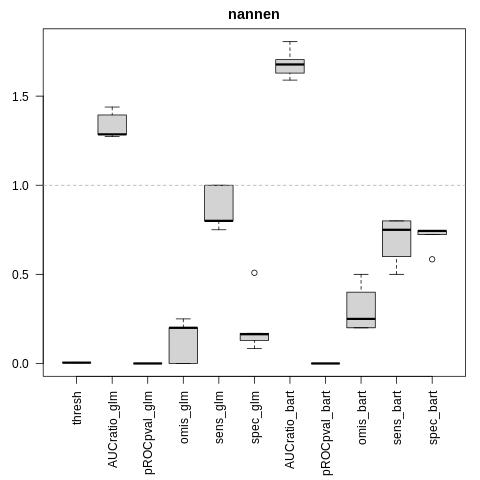 nannen
1.5
1.0
0.5
0.0
thresh
AUCratio_glm
pROCpval_glm
omis_glm
sens_glm
spec_glm
AUCratio_bart
pROCpval_bart
omis_bart
sens_bart
spec_bart